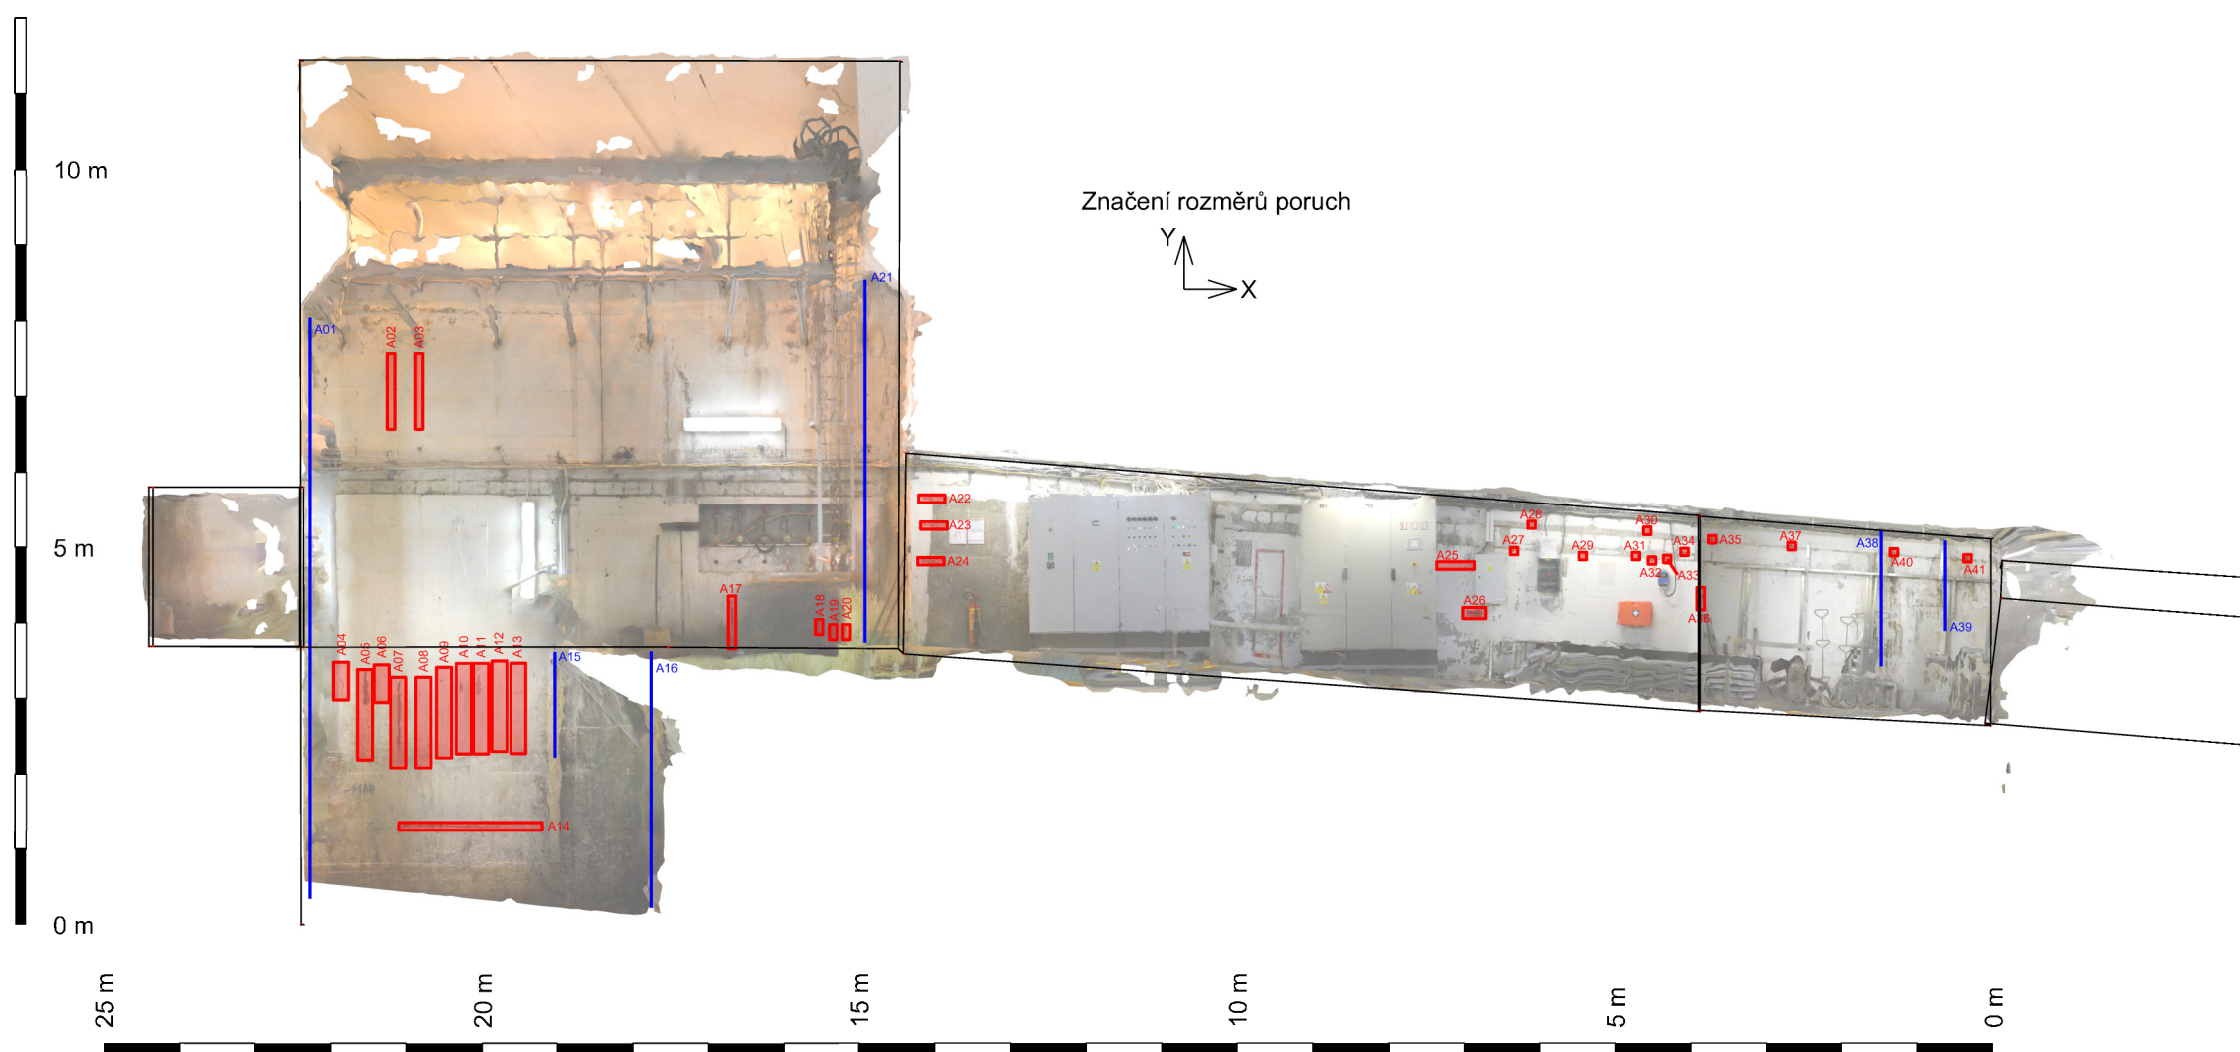 Značení rozměrů poruch
Y
X
10 m
5 m
0 m
A01
A02
A03
A21
A04
A05
A06
A07
A08
A09
A10
A11
A12
A13
A14
A15
A16
A17
A18
A19
A20
A22
A23
A24
A25
A26
A27
A28
A29
A30
A31
A32
A33
A34
A35
A36
A37
A38
A39
A40
A41
25 m
20 m
15 m
10 m
5 m
0 m